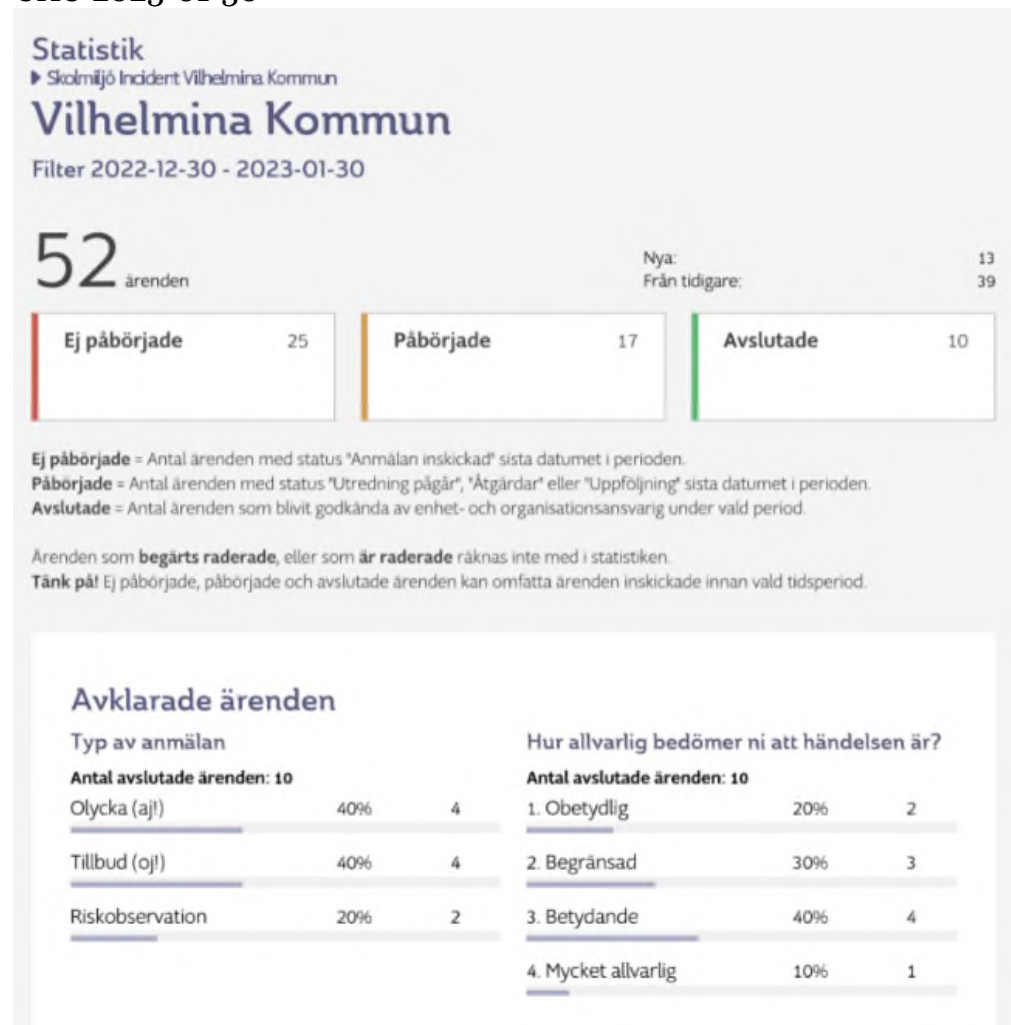 Statistik
Skolmiljö Incident Vilhelmina Kommun
Vilhelmina Kommun
Filter 2022-12-30 - 2023-01-30
52 ärenden
Nya: 13
Från tidigare: 39
Ej påbörjade 25
Påbörjade 17
Avslutade 10
Ej påbörjade = Antal ärenden med status "Anmälan inskickad" sista datumet i perioden.
Påbörjade = Antal ärenden med status "Utredning pågår", "Åtgärdar" eller "Uppföljning" sista datumet i perioden.
Avslutade = Antal ärenden som blivit godkända av enhet- och organisationsansvarig under vald period.
Ärenden som begärts raderade, eller som är raderade räknas inte med i statistiken.
Tänk på! Ej påbörjade, påbörjade och avslutade ärenden kan omfatta ärenden inskickade innan vald tidsperiod.
Avklarade ärenden
Typ av anmälan
Antal avslutade ärenden: 10
Olycka (aj!) 40% 4
Tillbud (oj!) 40% 4
Riskobservation 20% 2
Hur allvarlig bedömer ni att händelsen är?
Antal avslutade ärenden: 10
1. Obetydlig 20% 2
2. Begränsad 30% 3
3. Betydande 40% 4
4. Mycket allvarlig 10% 1